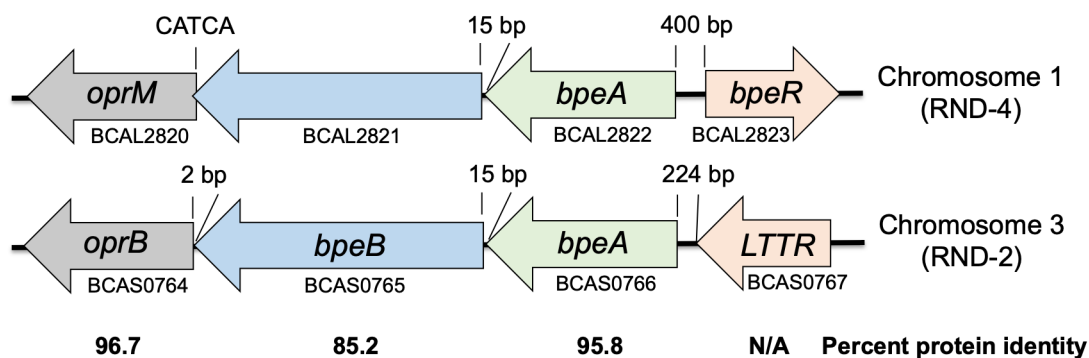 CATCA 15 bp 400 bp
oprM bpeA bpeR Chromosome 1
(RND-4)
BCAL2820 BCAL2821 BCAL2822 BCAL2823
2 bp 15 bp 224 bp
oprB bpeB bpeA LTTR Chromosome 3
(RND-2)
BCAS0764 BCAS0765 BCAS0766 BCAS0767
96.7 85.2 95.8 N/A Percent protein identity